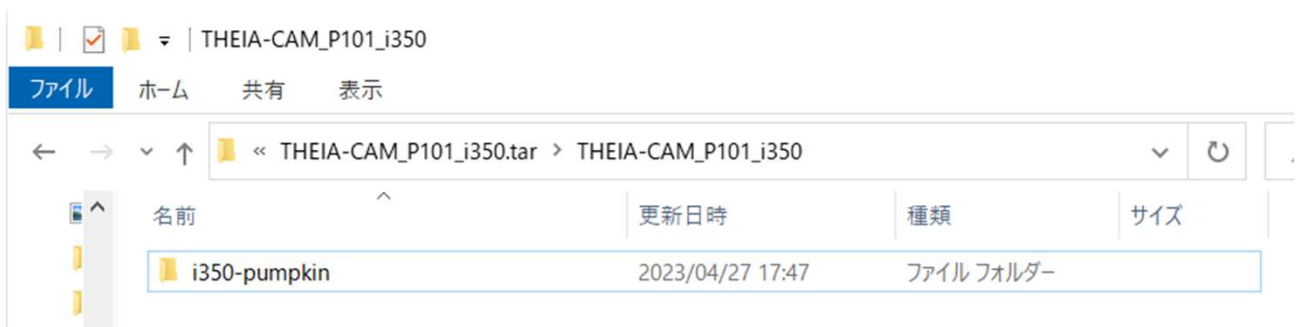 THEIA-CAM_P101_i350
ファイル ホーム 共有 表示
« THEIA-CAM_P101_i350.tar > THEIA-CAM_P101_i350
名前 更新日時 種類 サイズ
i350-pumpkin 2023/04/27 17:47 ファイル フォルダー